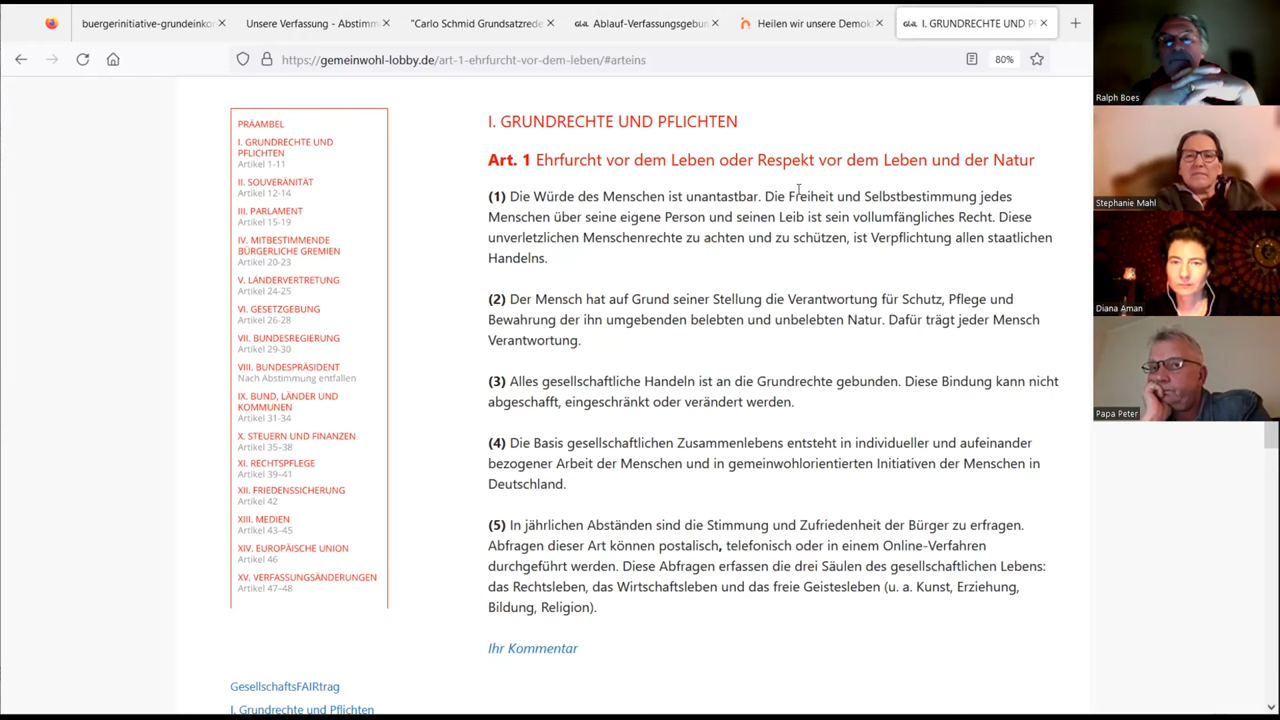 buergerinitiative-grundeinkor
Unsere Verfassung - Abstimm
"Carlo Schmid Grundsatzrede
GWL Ablauf-Verfassungsgebun
Heilen wir unsere Demok
GWL I. GRUNDRECHTE UND PF
https://gemeinwohl-lobby.de/art-1-ehrfurcht-vor-dem-leben/#arteins
80%
PRÄAMBEL
I. GRUNDRECHTE UND
PFLICHTEN
Artikel 1-11
II. SOUVERÄNITÄT
Artikel 12-14
III. PARLAMENT
Artikel 15-19
IV. MITBESTIMMENDE
BÜRGERLICHE GREMIEN
Artikel 20-23
V. LÄNDERVERTRETUNG
Artikel 24-25
VI. GESETZGEBUNG
Artikel 26-28
VII. BUNDESREGIERUNG
Artikel 29-30
VIII. BUNDESPRÄSIDENT
Nach Abstimmung entfallen
IX. BUND, LÄNDER UND
KOMMUNEN
Artikel 31-34
X. STEUERN UND FINANZEN
Artikel 35–38
XI. RECHTSPFLEGE
Artikel 39–41
XII. FRIEDENSSICHERUNG
Artikel 42
XIII. MEDIEN
Artikel 43–45
XIV. EUROPÄISCHE UNION
Artikel 46
XV. VERFASSUNGSÄNDERUNGEN
Artikel 47–48
GesellschaftsFAIRtrag
I. Grundrechte und Pflichten
I. GRUNDRECHTE UND PFLICHTEN
Art. 1 Ehrfurcht vor dem Leben oder Respekt vor dem Leben und der Natur
(1) Die Würde des Menschen ist unantastbar. Die Freiheit und Selbstbestimmung jedes
Menschen über seine eigene Person und seinen Leib ist sein vollumfängliches Recht. Diese
unverletzlichen Menschenrechte zu achten und zu schützen, ist Verpflichtung allen staatlichen
Handelns.
(2) Der Mensch hat auf Grund seiner Stellung die Verantwortung für Schutz, Pflege und
Bewahrung der ihn umgebenden belebten und unbelebten Natur. Dafür trägt jeder Mensch
Verantwortung.
(3) Alles gesellschaftliche Handeln ist an die Grundrechte gebunden. Diese Bindung kann nicht
abgeschafft, eingeschränkt oder verändert werden.
(4) Die Basis gesellschaftlichen Zusammenlebens entsteht in individueller und aufeinander
bezogener Arbeit der Menschen und in gemeinwohlorientierten Initiativen der Menschen in
Deutschland.
(5) In jährlichen Abständen sind die Stimmung und Zufriedenheit der Bürger zu erfragen.
Abfragen dieser Art können postalisch, telefonisch oder in einem Online-Verfahren
durchgeführt werden. Diese Abfragen erfassen die drei Säulen des gesellschaftlichen Lebens:
das Rechtsleben, das Wirtschaftsleben und das freie Geistesleben (u. a. Kunst, Erziehung,
Bildung, Religion).
Ihr Kommentar
Ralph Boes
Stephanie Mahl
Diana Aman
Papa Peter